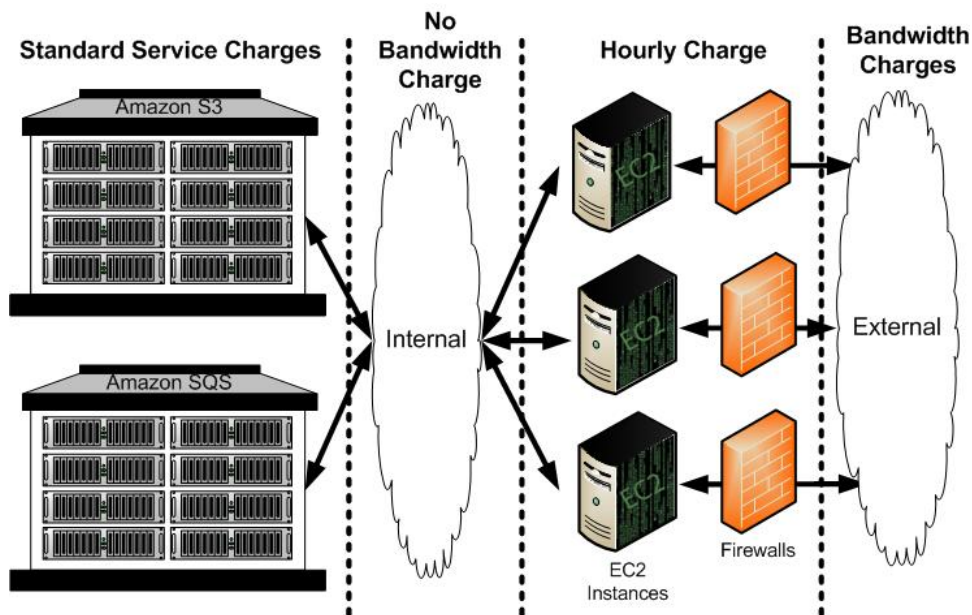 Standard Service Charges
No
Bandwidth
Charge
Hourly Charge
Bandwidth
Charges
Amazon S3
Amazon SQS
Internal
EC2
EC2
EC2
External
EC2
Instances
Firewalls